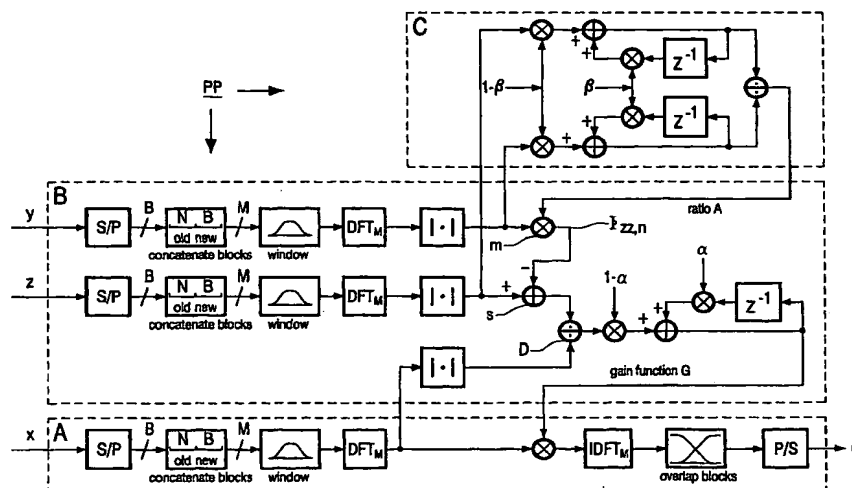 C
z⁻¹
+
+
PP
1-β
β
÷
+
z⁻¹
+
B
ratio A
y
S/P
B
N B
old new
concatenate blocks
M
window
DFT_M
|·|
m
zz,n
α
−
1-α
z
S/P
B
N B
old new
concatenate blocks
M
window
DFT_M
|·|
+
s
+
+
z⁻¹
÷
D
|·|
gain function G
A
x
S/P
B
N B
old new
concatenate blocks
M
window
DFT_M
IDFT_M
overlap blocks
P/S